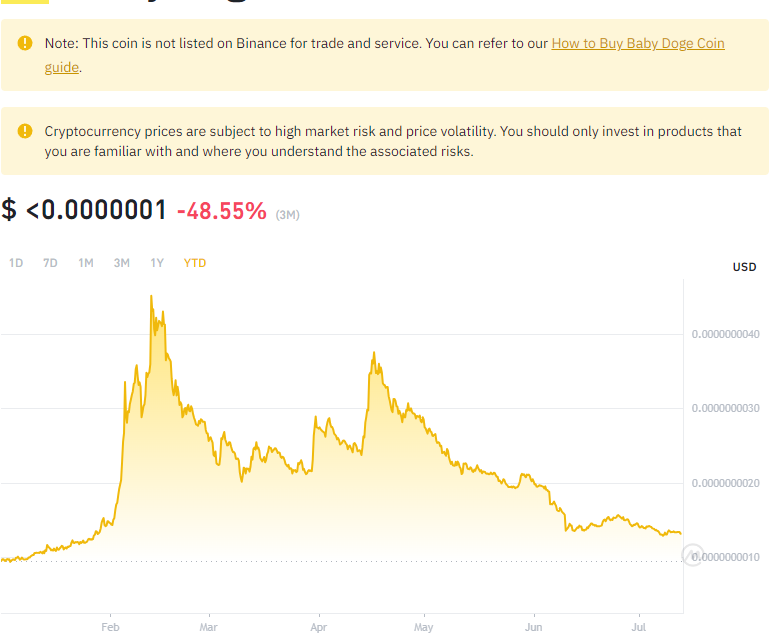 Note: This coin is not listed on Binance for trade and service. You can refer to our How to Buy Baby Doge Coin
guide.
Cryptocurrency prices are subject to high market risk and price volatility. You should only invest in products that
you are familiar with and where you understand the associated risks.
$ <0.0000001 -48.55% (3M)
1D 7D 1M 3M 1Y YTD
USD
0.0000000040
0.0000000030
0.0000000020
0.0000000010
Feb Mar Apr May Jun Jul